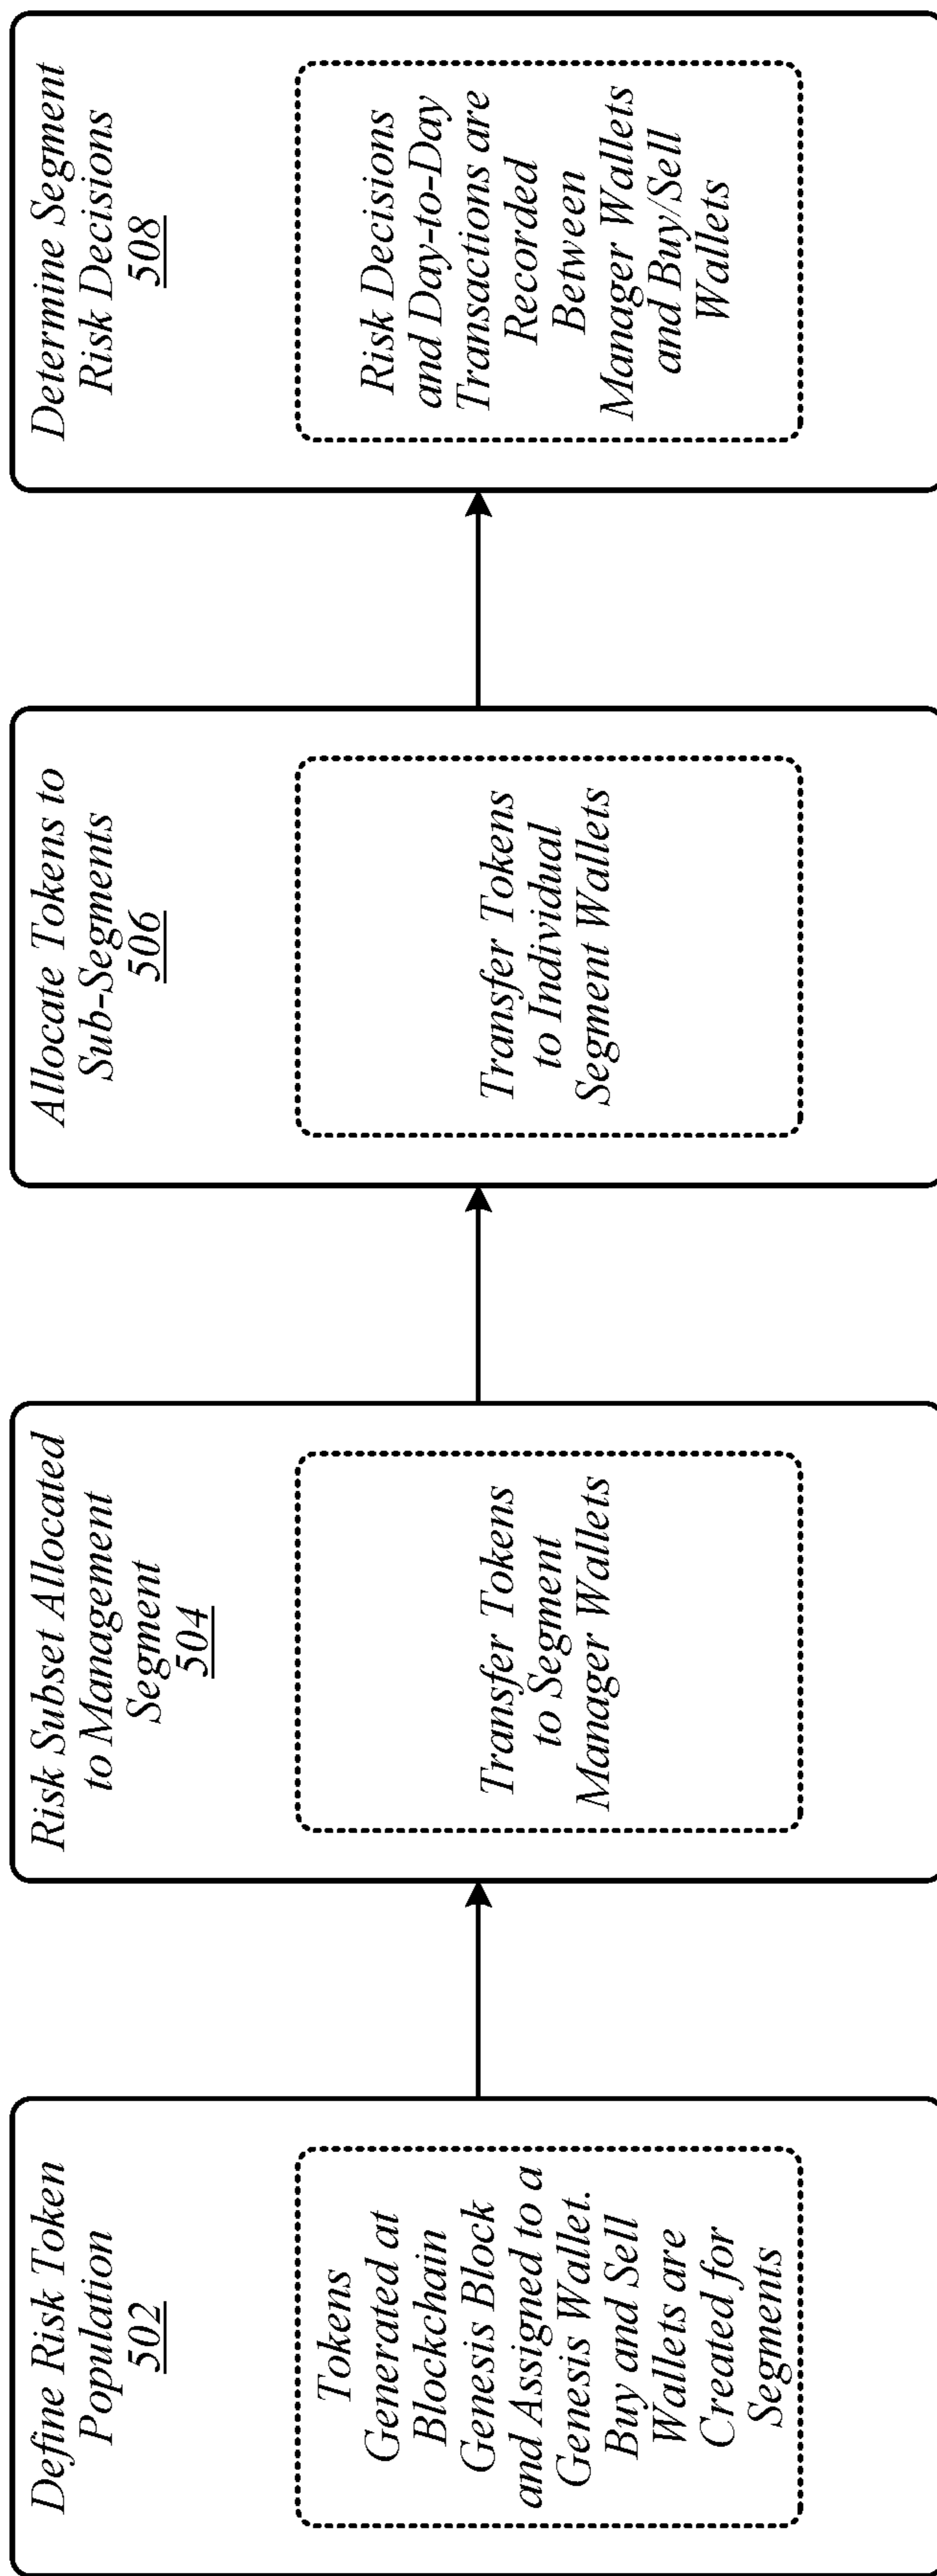 Define Risk Token
Population
502
Tokens
Generated at
Blockchain
Genesis Block
and Assigned to a
Genesis Wallet.
Buy and Sell
Wallets are
Created for
Segments
Risk Subset Allocated
to Management
Segment
504
Transfer Tokens
to Segment
Manager Wallets
Allocate Tokens to
Sub-Segments
506
Transfer Tokens
to Individual
Segment Wallets
Determine Segment
Risk Decisions
508
Risk Decisions
and Day-to-Day
Transactions are
Recorded
Between
Manager Wallets
and Buy/Sell
Wallets